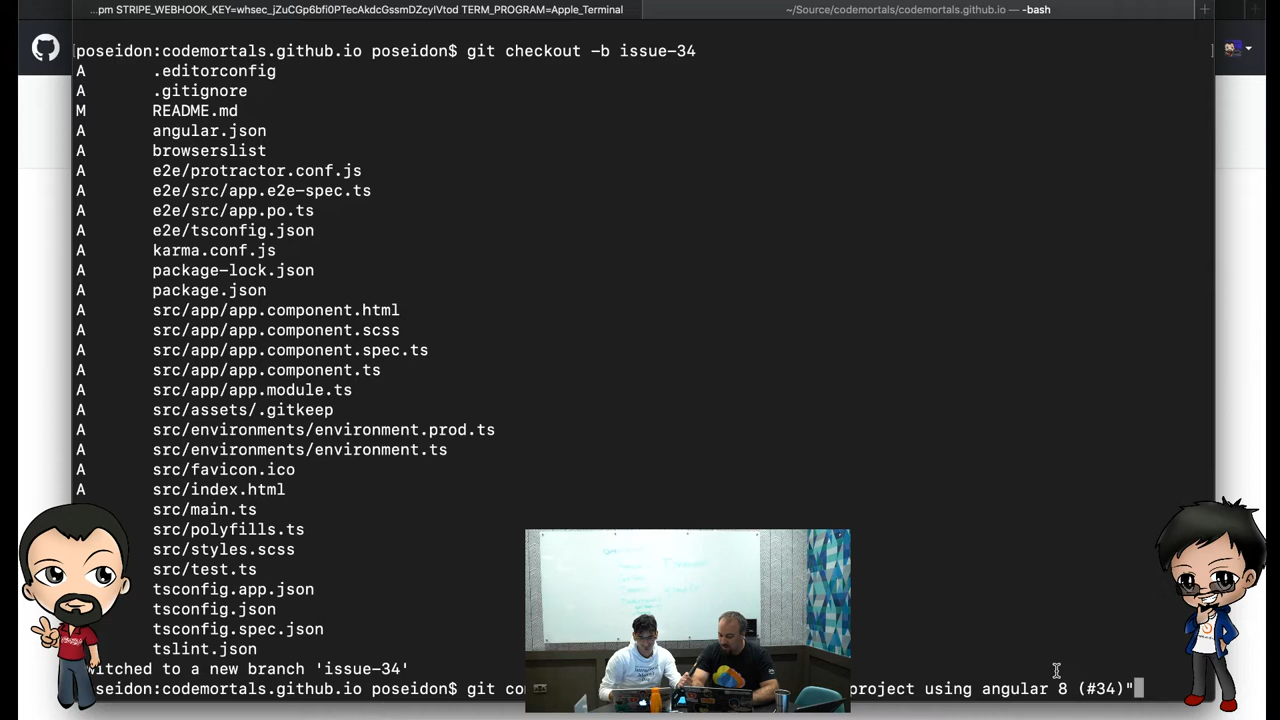 ...pm STRIPE_WEBHOOK_KEY=whsec_jZuCGp6bfi0PTecAkdcGssmDZcyIVtod TERM_PROGRAM=Apple_Terminal
~/Source/codemortals/codemortals.github.io — -bash
[poseidon:codemortals.github.io poseidon$ git checkout -b issue-34 ]
A .editorconfig
A .gitignore
M README.md
A angular.json
A browserslist
A e2e/protractor.conf.js
A e2e/src/app.e2e-spec.ts
A e2e/src/app.po.ts
A e2e/tsconfig.json
A karma.conf.js
A package-lock.json
A package.json
A src/app/app.component.html
A src/app/app.component.scss
A src/app/app.component.spec.ts
A src/app/app.component.ts
A src/app/app.module.ts
A src/assets/.gitkeep
A src/environments/environment.prod.ts
A src/environments/environment.ts
A src/favicon.ico
A src/index.html
src/main.ts
src/polyfills.ts
src/styles.scss
src/test.ts
tsconfig.app.json
tsconfig.json
tsconfig.spec.json
tslint.json
witched to a new branch 'issue-34'
seidon:codemortals.github.io poseidon$ git co project using angular 8 (#34)"